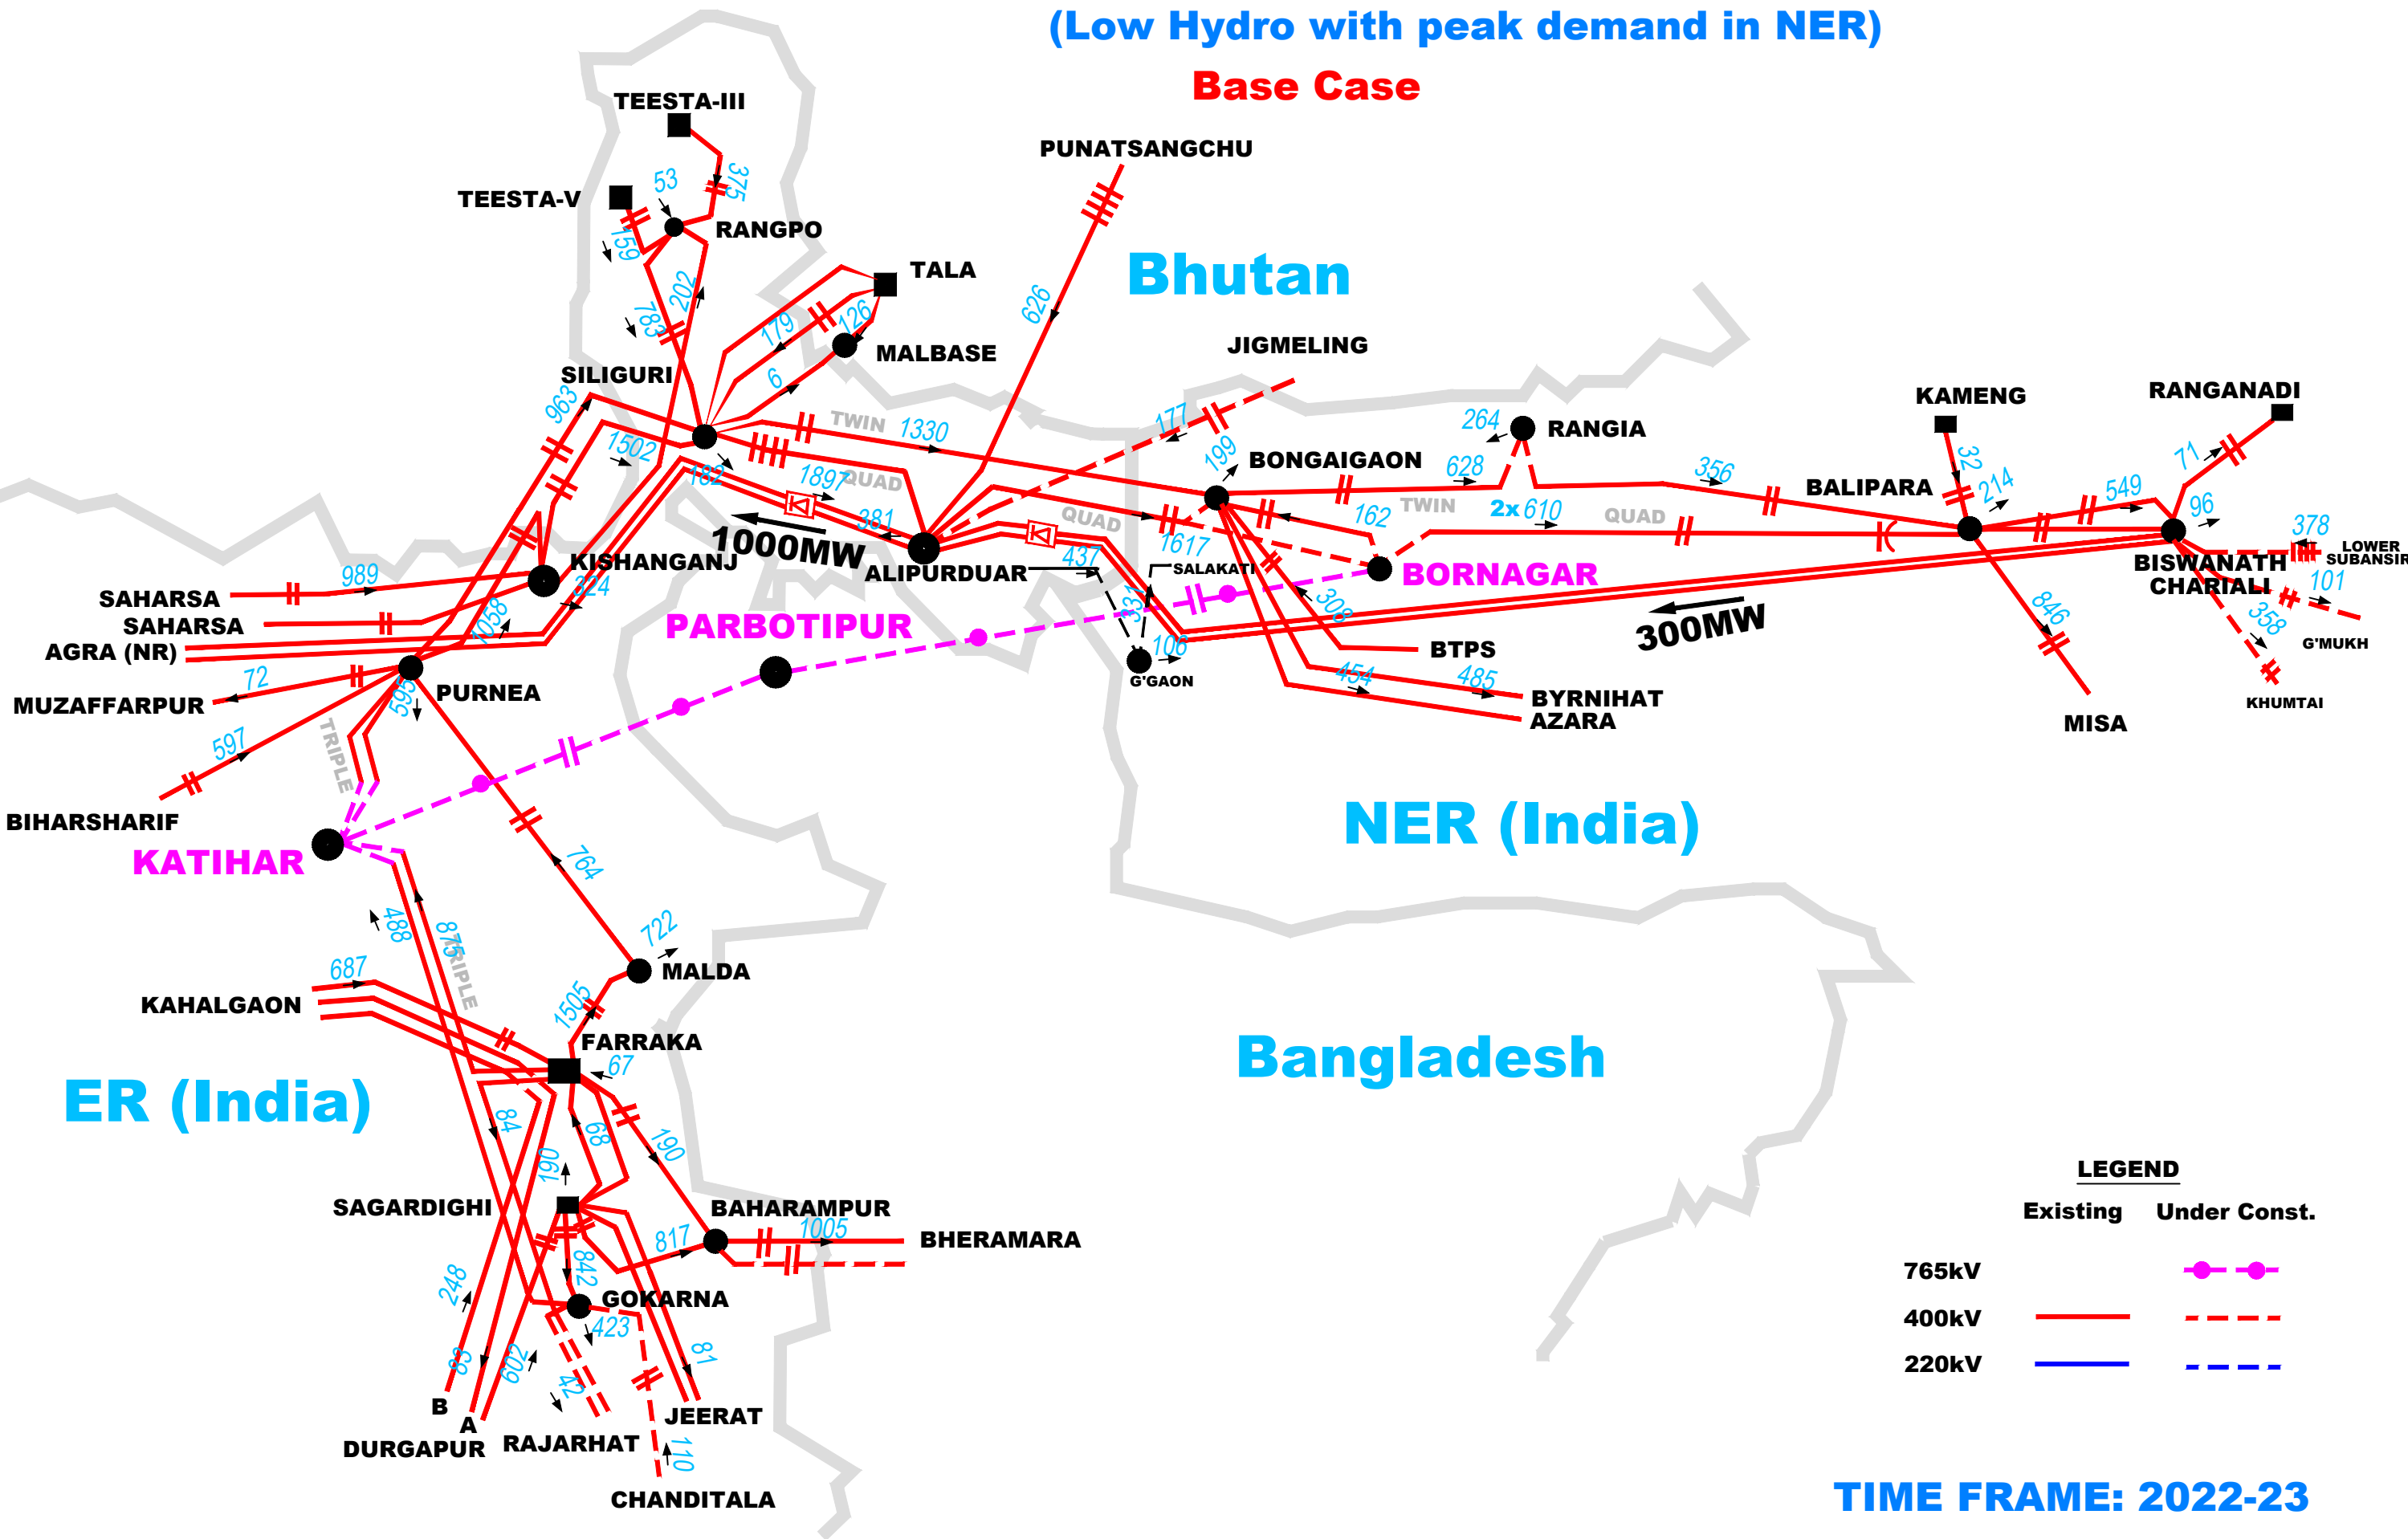 (Low Hydro with peak demand in NER)
Base Case
TEESTA-III
375
PUNATSANGCHU
TEESTA-V
53
159
RANGPO
TALA
Bhutan
202
626
783
179
126
MALBASE
JIGMELING
SILIGURI
6
963
177
KAMENG
RANGANADI
TWIN
1330
264
RANGIA
1502
199
BONGAIGAON
182
1897
QUAD
628
356
BALIPARA
32
214
71
549
96
QUAD
1617
162
TWIN
2x 610
QUAD
381
1000MW
378
LOWER
SUBANSIRI
KISHANGANJ
324
ALIPURDUAR
437
SALAKATI
BORNAGAR
BISWANATH
CHARIALI
101
989
SAHARSA
SAHARSA
1058
PARBOTIPUR
331
308
300MW
846
358
G'MUKH
AGRA (NR)
72
106
G'GAON
BTPS
MUZAFFARPUR
595
PURNEA
454
485
BYRNIHAT
AZARA
KHUMTAI
MISA
597
TRIPLE
BIHARSHARIF
KATIHAR
NER (India)
764
488
875
TRIPLE
722
MALDA
687
KAHALGAON
1505
FARRAKA
67
Bangladesh
ER (India)
84
68
190
190
SAGARDIGHI
BAHARAMPUR
817
1005
BHERAMARA
842
GOKARNA
423
248
83
602
42
81
B
A
DURGAPUR
RAJARHAT
JEERAT
110
CHANDITALA
LEGEND
Existing Under Const.
765kV
400kV
220kV
TIME FRAME: 2022-23